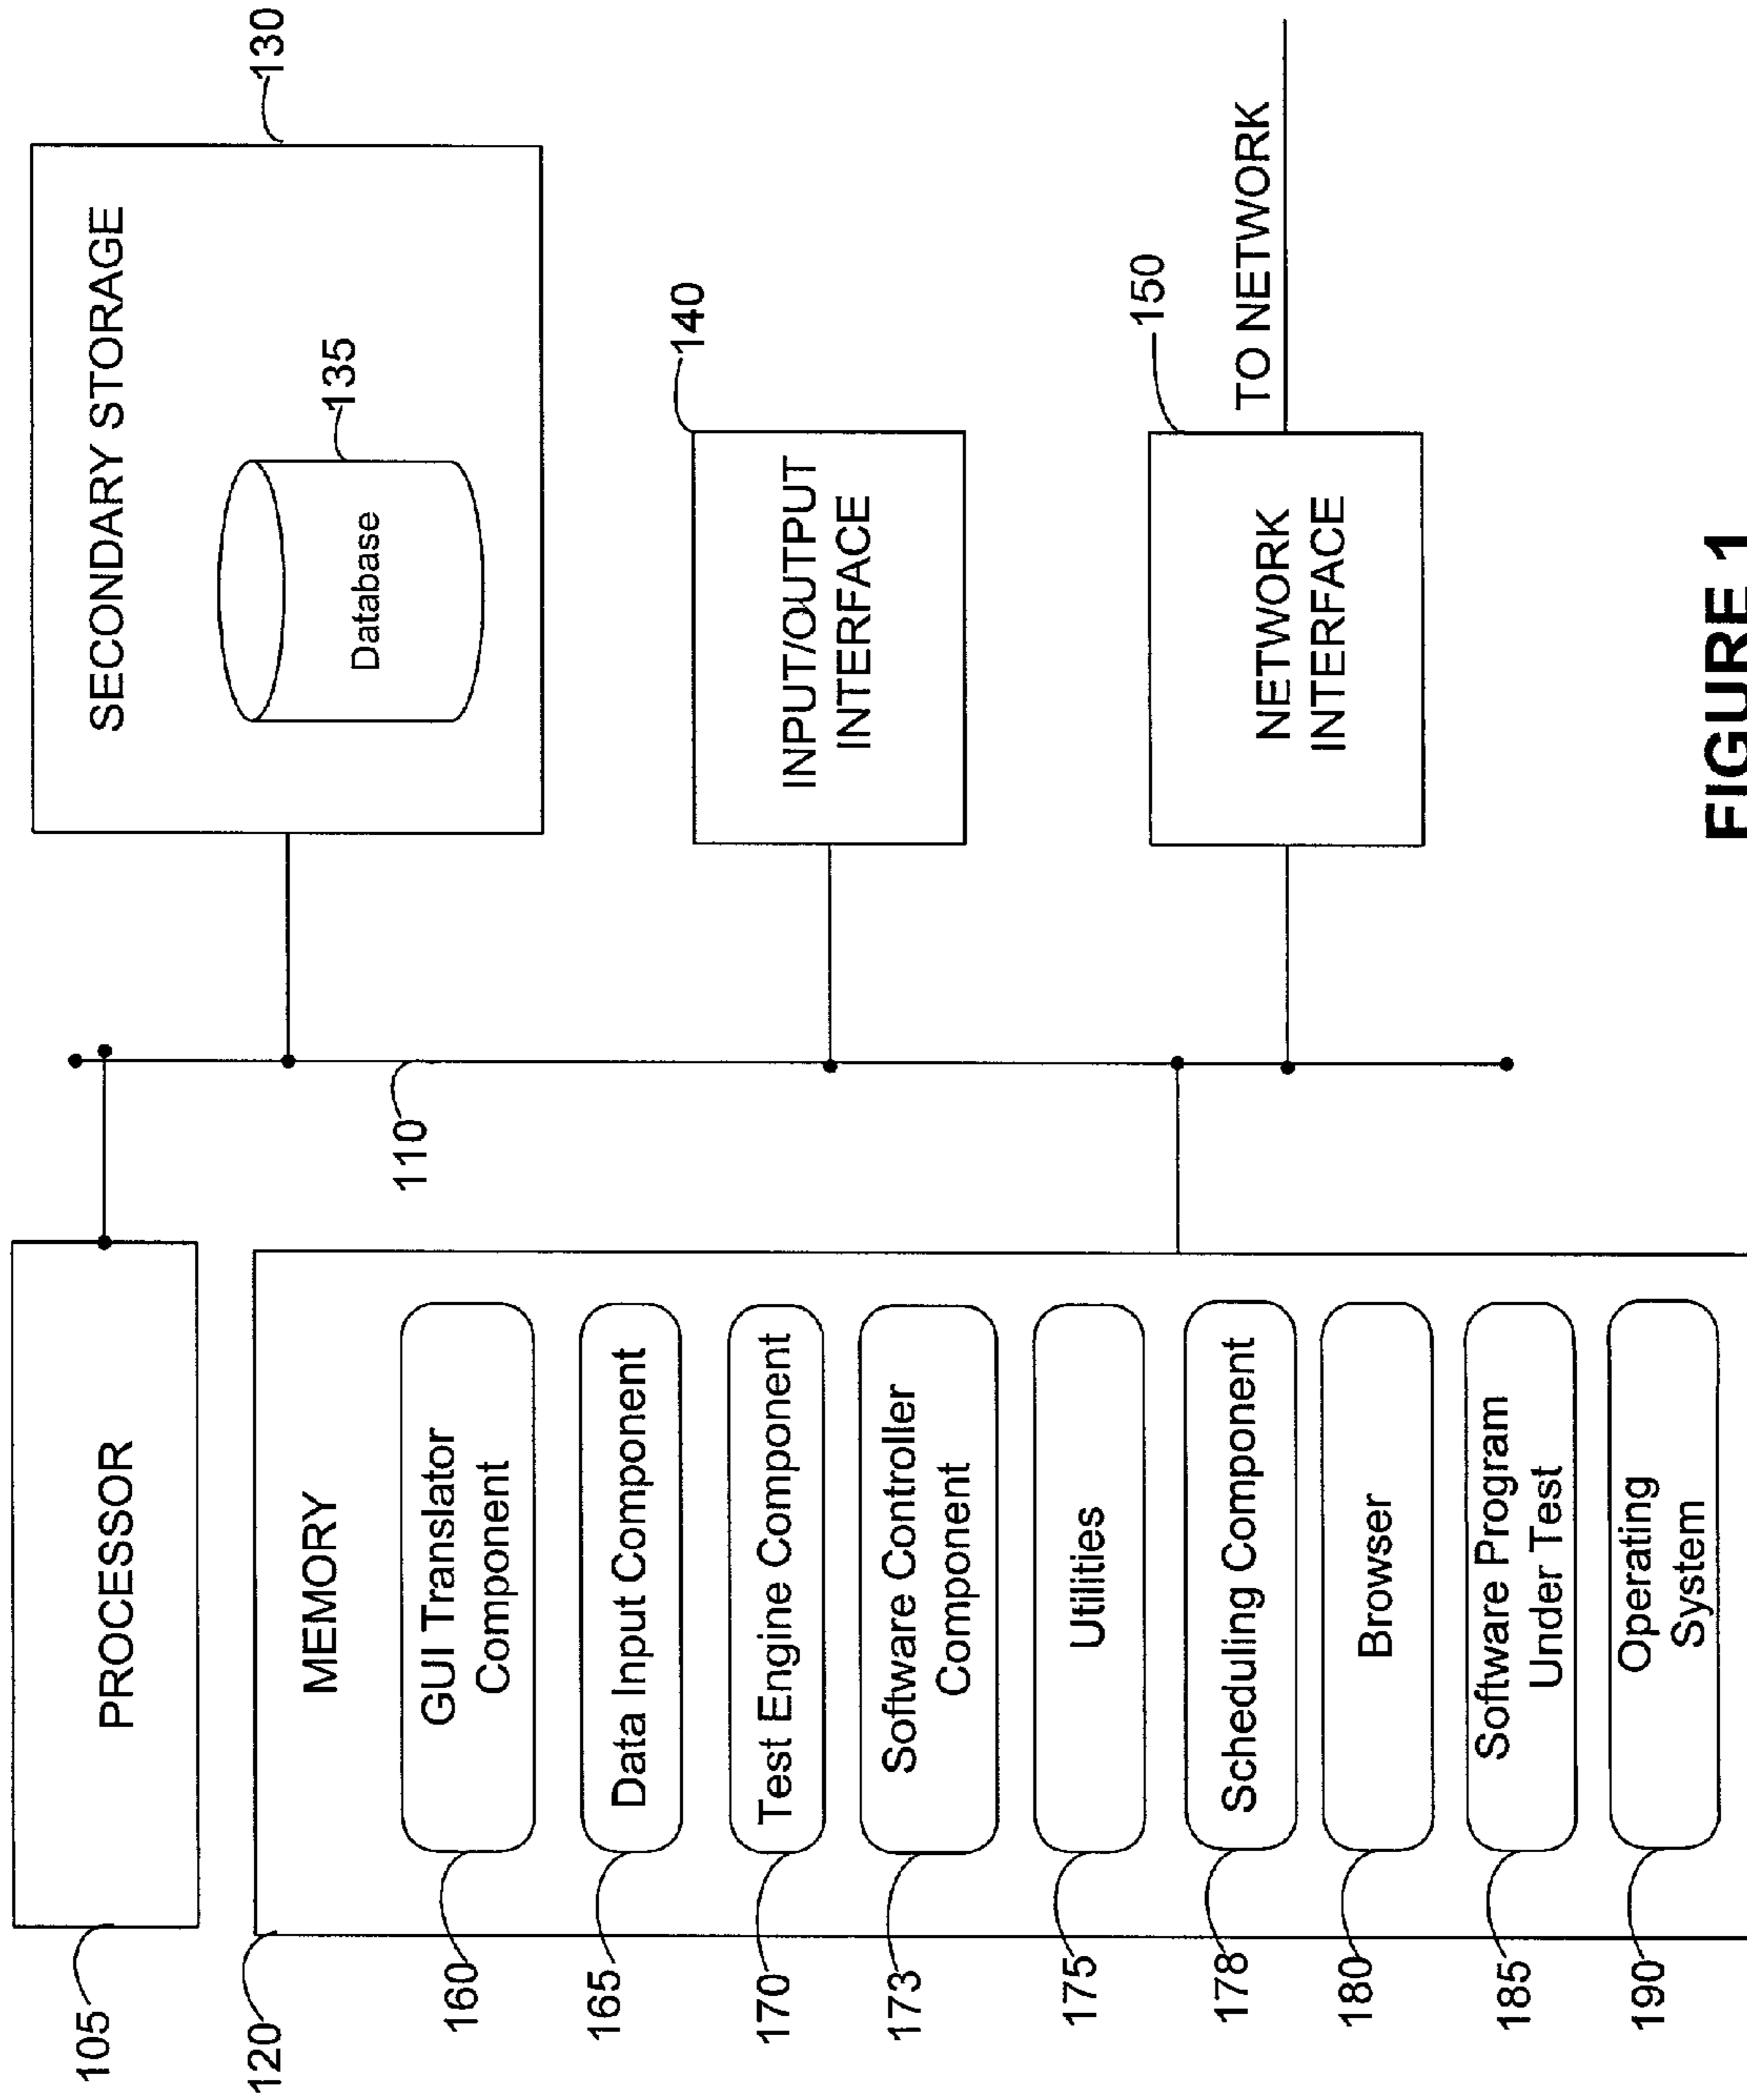 105
PROCESSOR
120
MEMORY
160
GUI Translator
Component
165
Data Input Component
170
Test Engine Component
173
Software Controller
Component
175
Utilities
178
Scheduling Component
180
Browser
185
Software Program
Under Test
190
Operating
System
110
SECONDARY STORAGE
130
135
Database
140
INPUT/OUTPUT
INTERFACE
150
NETWORK
INTERFACE
TO NETWORK
FIGURE 1